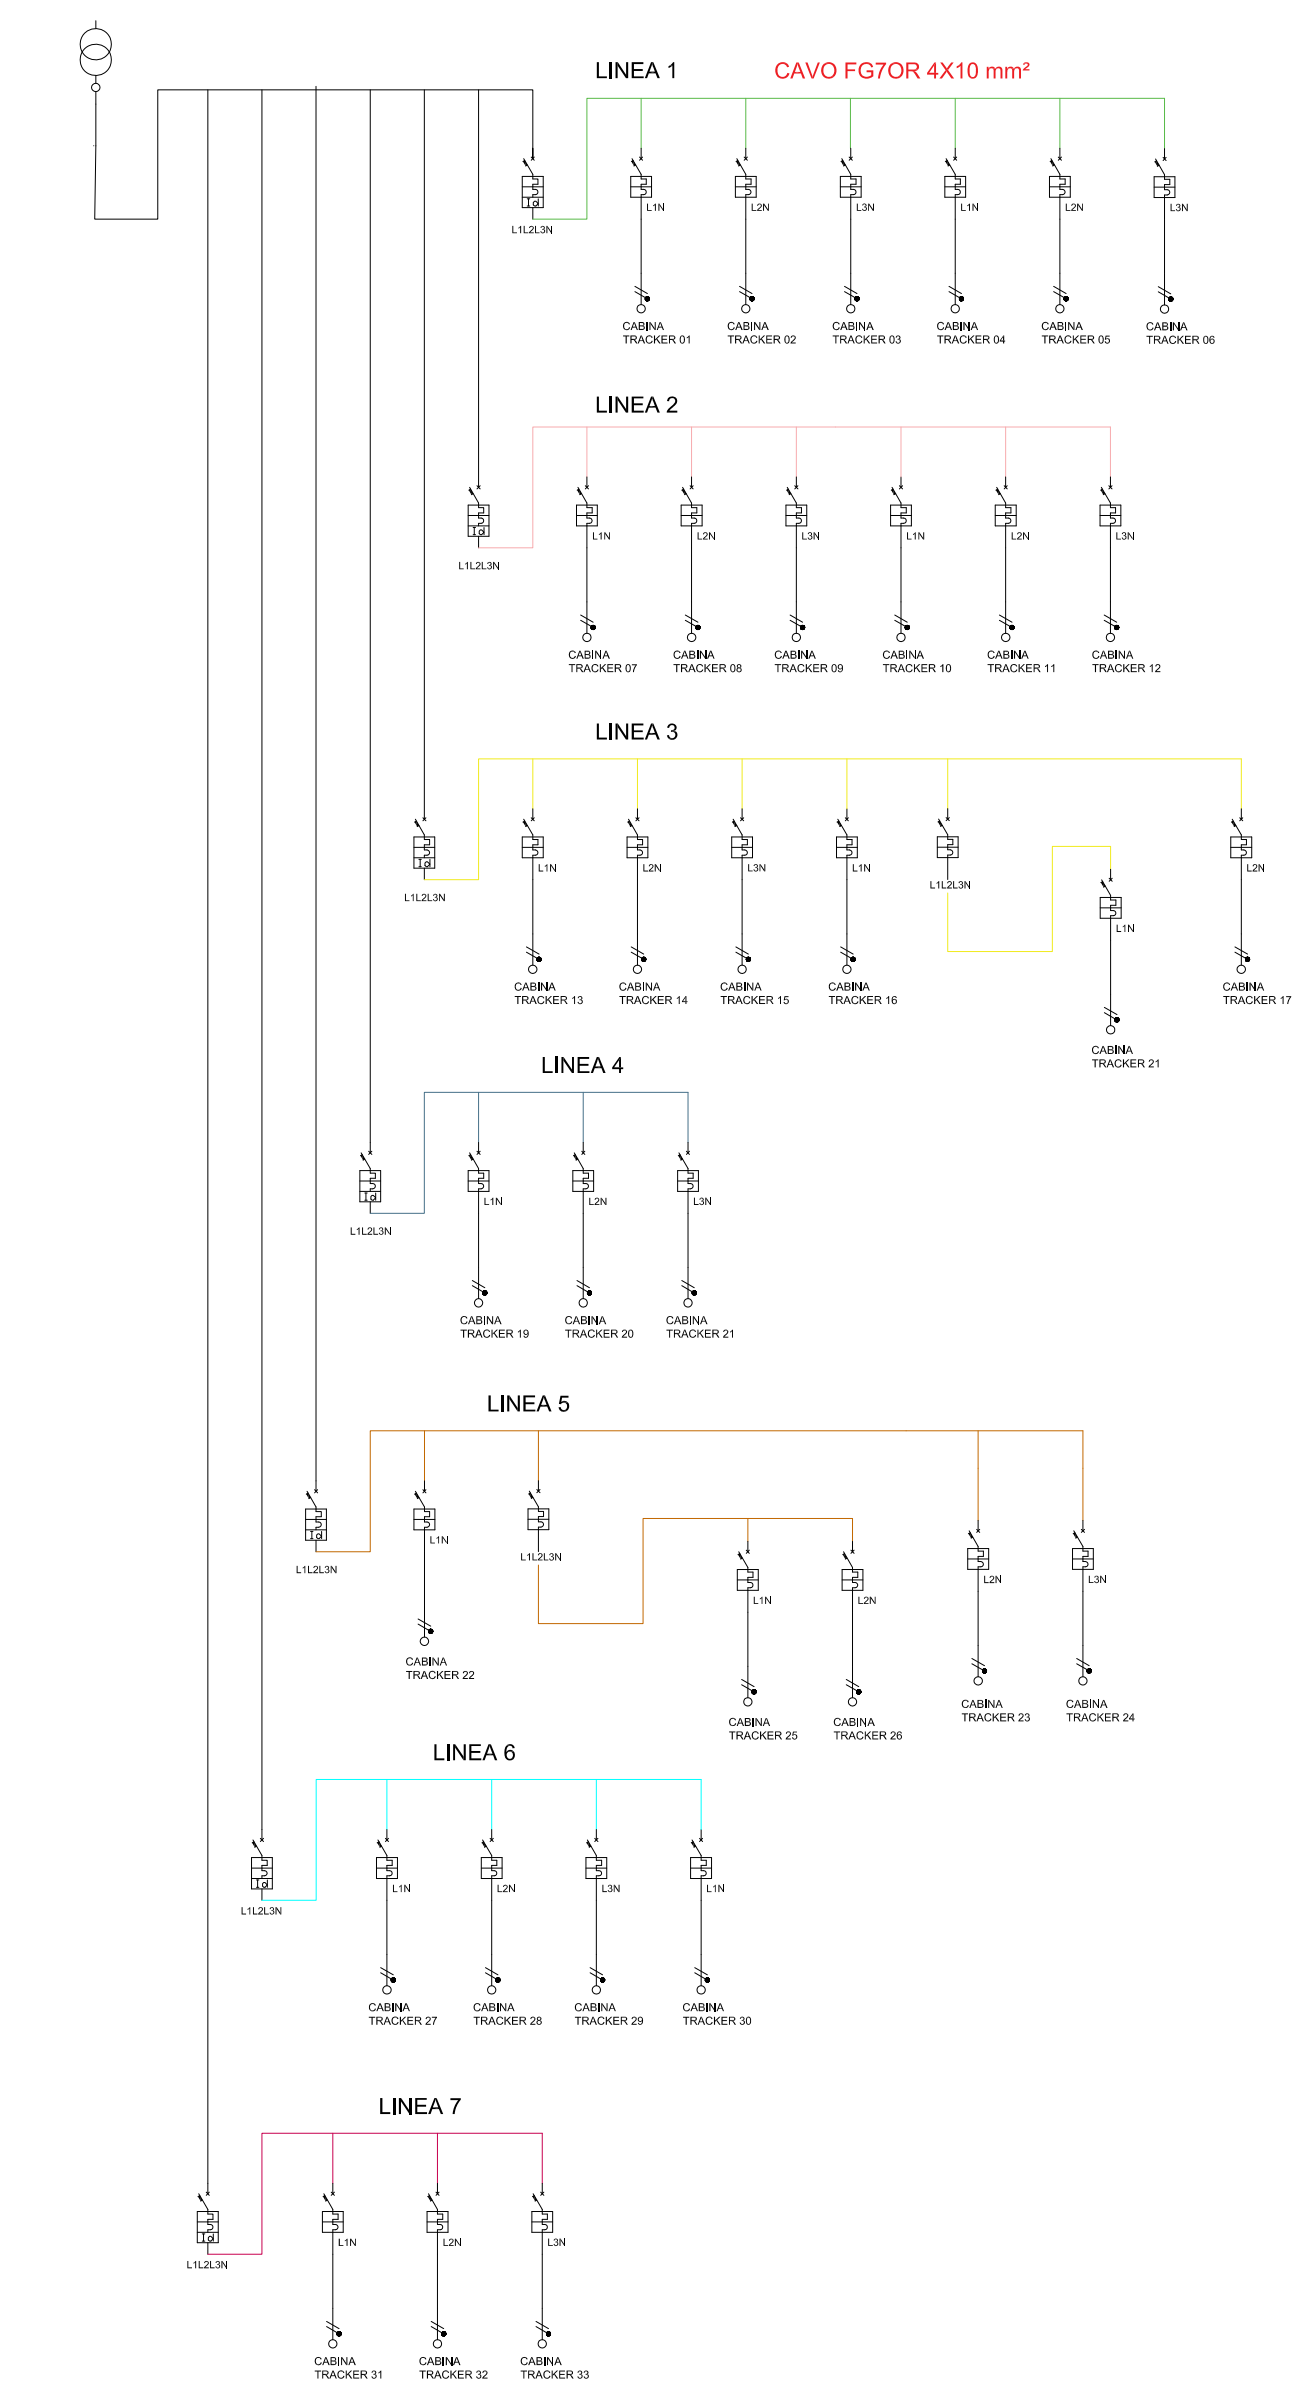 LINEA 1
CAVO FG7OR 4X10 mm²
Id
L1L2L3N
L1N
L2N
L3N
L1N
L2N
L3N
CABINA
TRACKER 01
CABINA
TRACKER 02
CABINA
TRACKER 03
CABINA
TRACKER 04
CABINA
TRACKER 05
CABINA
TRACKER 06
LINEA 2
Id
L1L2L3N
L1N
L2N
L3N
L1N
L2N
L3N
CABINA
TRACKER 07
CABINA
TRACKER 08
CABINA
TRACKER 09
CABINA
TRACKER 10
CABINA
TRACKER 11
CABINA
TRACKER 12
LINEA 3
Id
L1L2L3N
L1N
L2N
L3N
L1N
L1L2L3N
L1N
L2N
CABINA
TRACKER 13
CABINA
TRACKER 14
CABINA
TRACKER 15
CABINA
TRACKER 16
CABINA
TRACKER 21
CABINA
TRACKER 17
LINEA 4
Id
L1L2L3N
L1N
L2N
L3N
CABINA
TRACKER 19
CABINA
TRACKER 20
CABINA
TRACKER 21
LINEA 5
Id
L1L2L3N
L1N
L1L2L3N
L1N
L2N
L2N
L3N
CABINA
TRACKER 22
CABINA
TRACKER 25
CABINA
TRACKER 26
CABINA
TRACKER 23
CABINA
TRACKER 24
LINEA 6
Id
L1L2L3N
L1N
L2N
L3N
L1N
CABINA
TRACKER 27
CABINA
TRACKER 28
CABINA
TRACKER 29
CABINA
TRACKER 30
LINEA 7
Id
L1L2L3N
L1N
L2N
L3N
CABINA
TRACKER 31
CABINA
TRACKER 32
CABINA
TRACKER 33